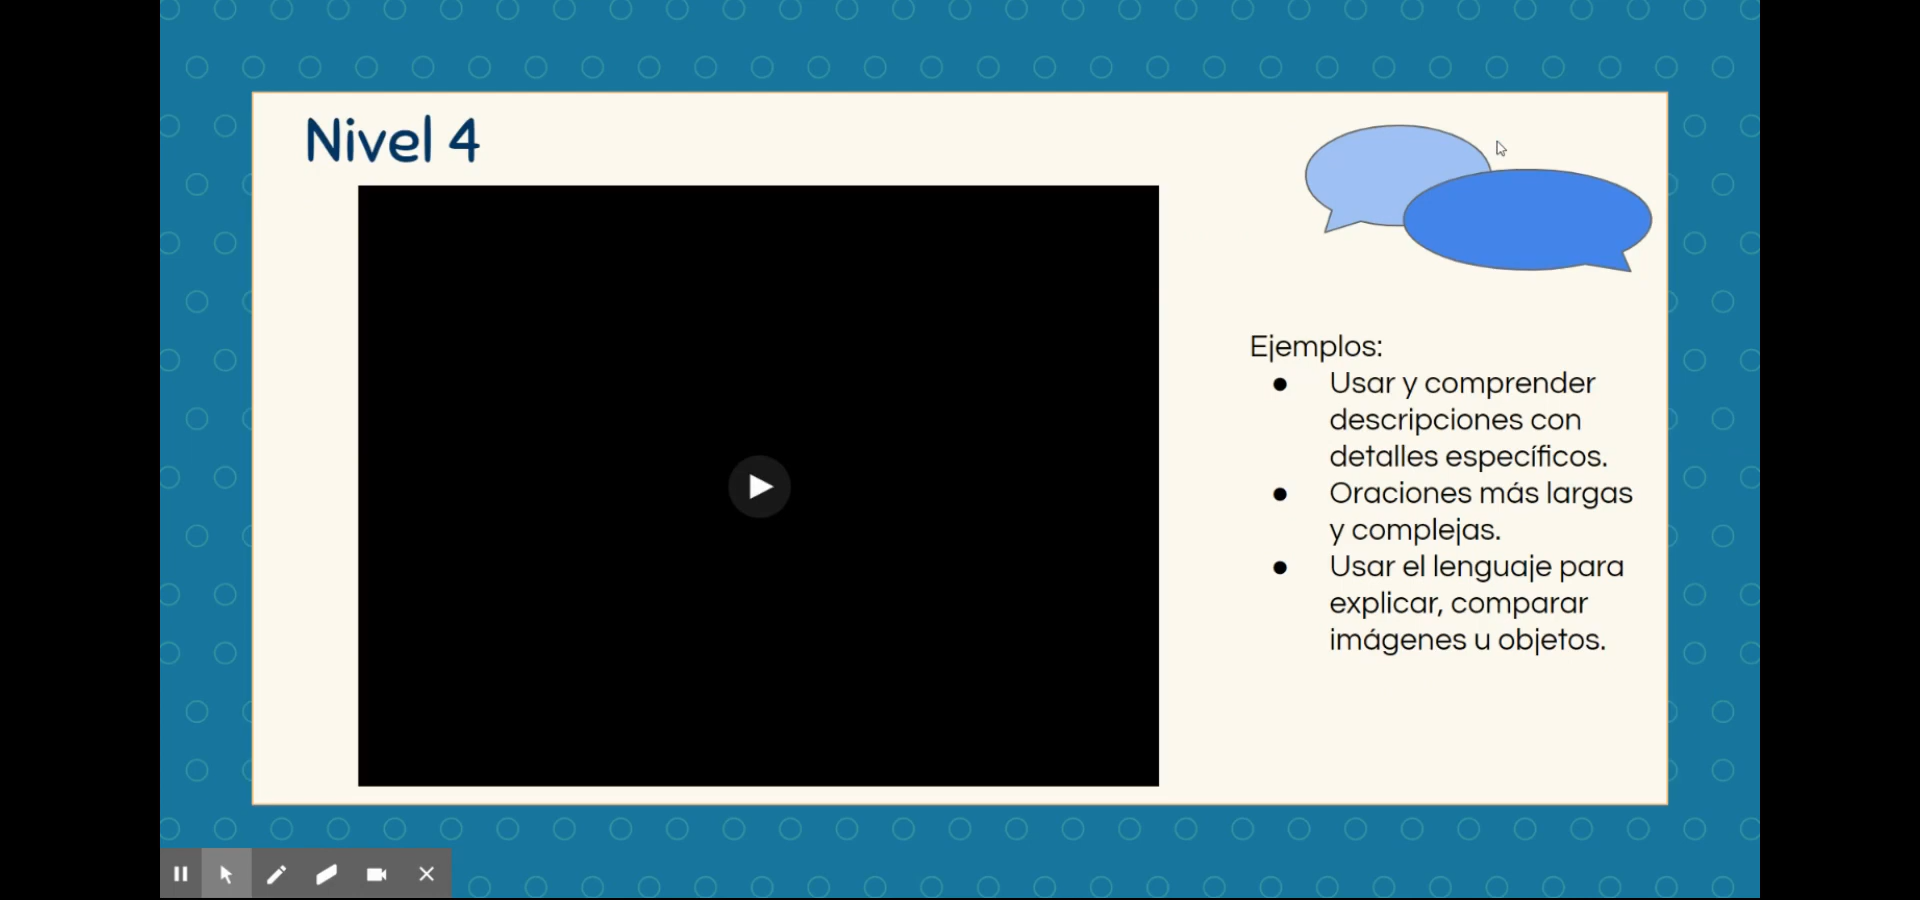 Nivel 4
Ejemplos:
● Usar y comprender
descripciones con
detalles específicos.
● Oraciones más largas
y complejas.
● Usar el lenguaje para
explicar, comparar
imágenes u objetos.